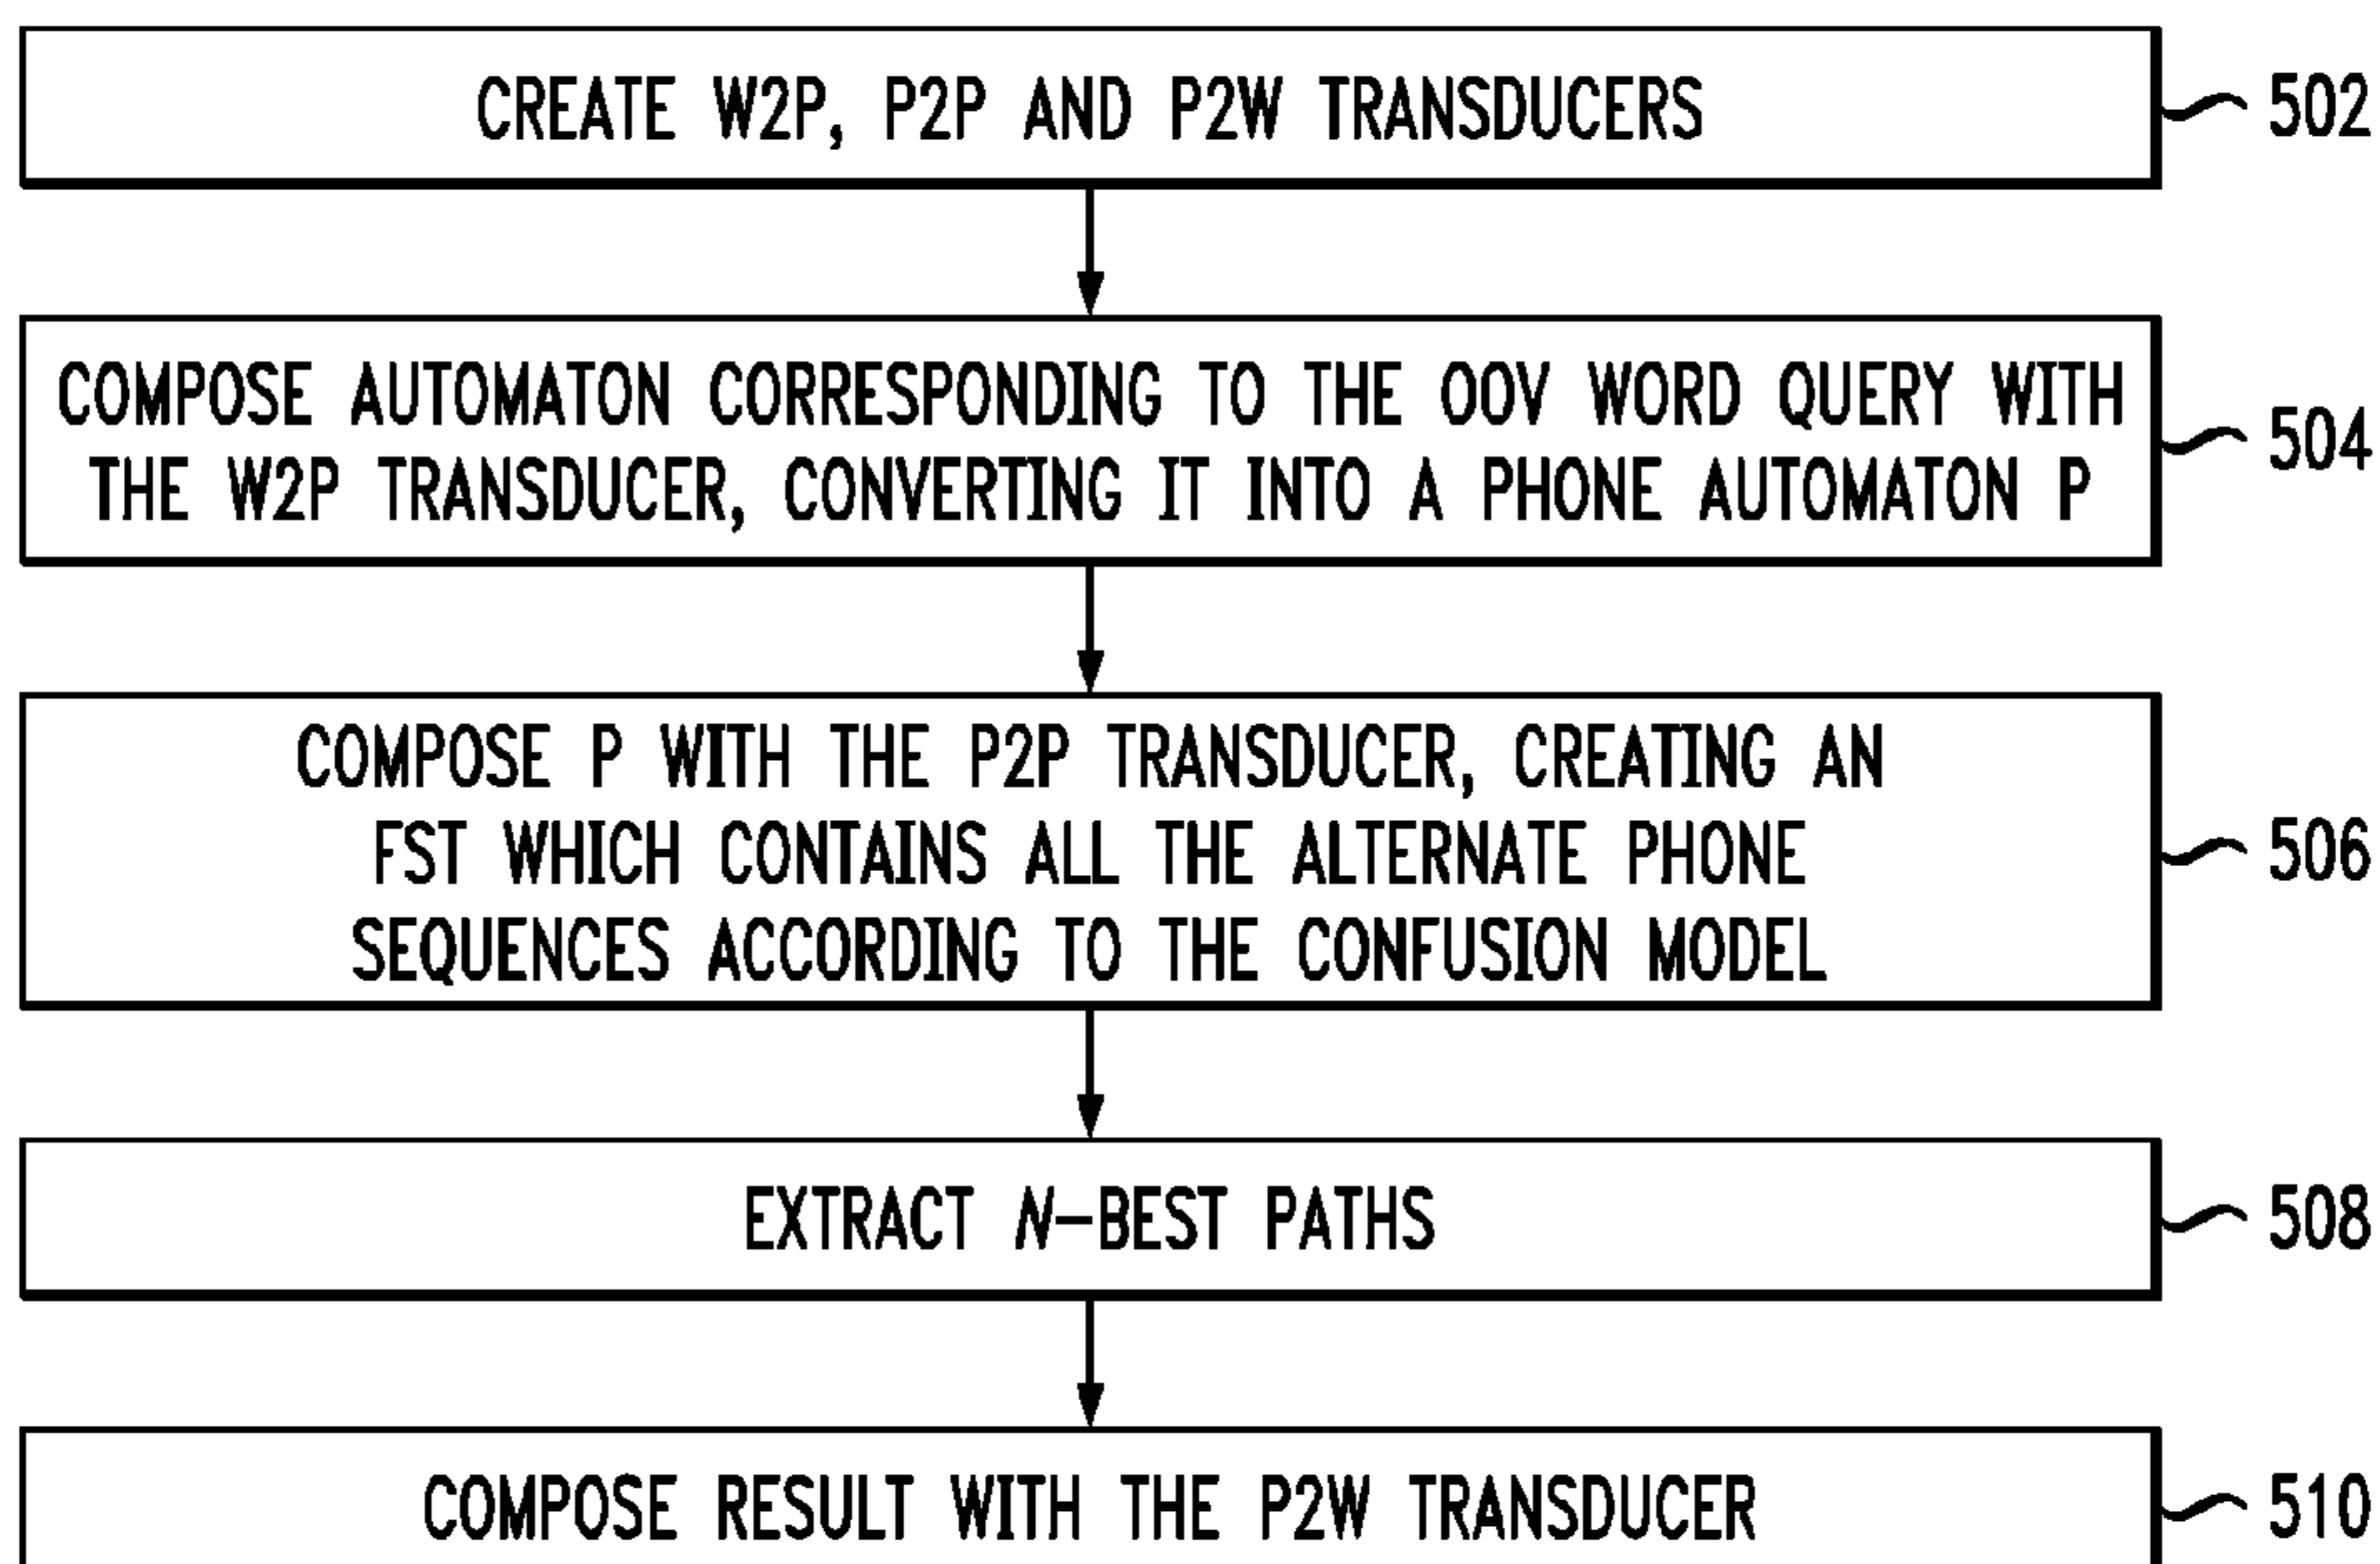 CREATE W2P, P2P AND P2W TRANSDUCERS
502
COMPOSE AUTOMATON CORRESPONDING TO THE OOV WORD QUERY WITH
THE W2P TRANSDUCER, CONVERTING IT INTO A PHONE AUTOMATON P
504
COMPOSE P WITH THE P2P TRANSDUCER, CREATING AN
FST WHICH CONTAINS ALL THE ALTERNATE PHONE
SEQUENCES ACCORDING TO THE CONFUSION MODEL
506
EXTRACT N-BEST PATHS
508
COMPOSE RESULT WITH THE P2W TRANSDUCER
510